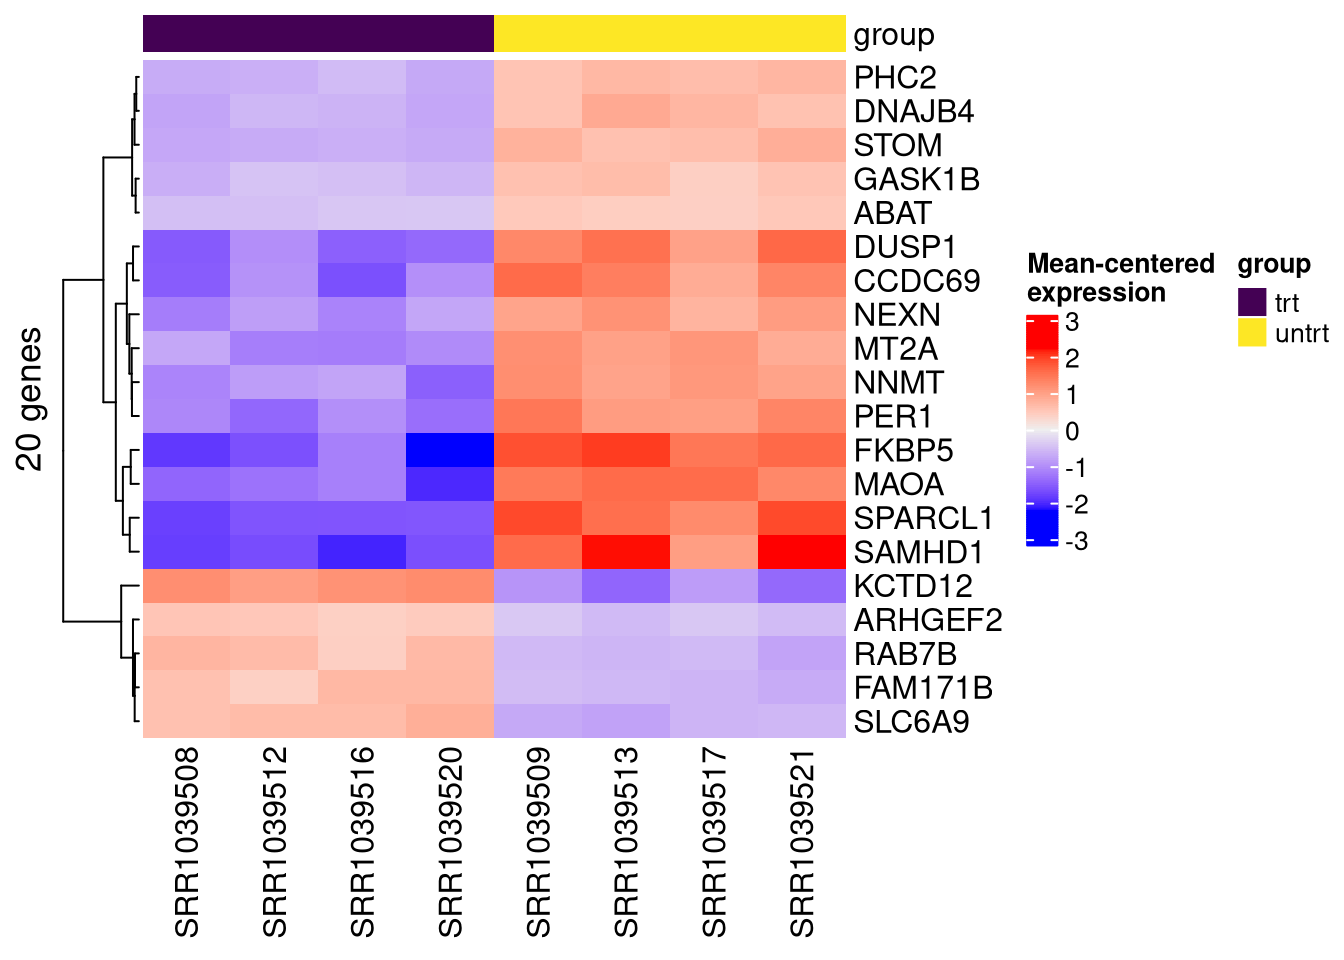 group
PHC2
DNAJB4
STOM
GASK1B
ABAT
DUSP1
CCDC69
NEXN
MT2A
NNMT
PER1
FKBP5
MAOA
SPARCL1
SAMHD1
KCTD12
ARHGEF2
RAB7B
FAM171B
SLC6A9
20 genes
SRR1039508
SRR1039512
SRR1039516
SRR1039520
SRR1039509
SRR1039513
SRR1039517
SRR1039521
Mean-centered
expression
3
2
1
0
-1
-2
-3
group
trt
untrt